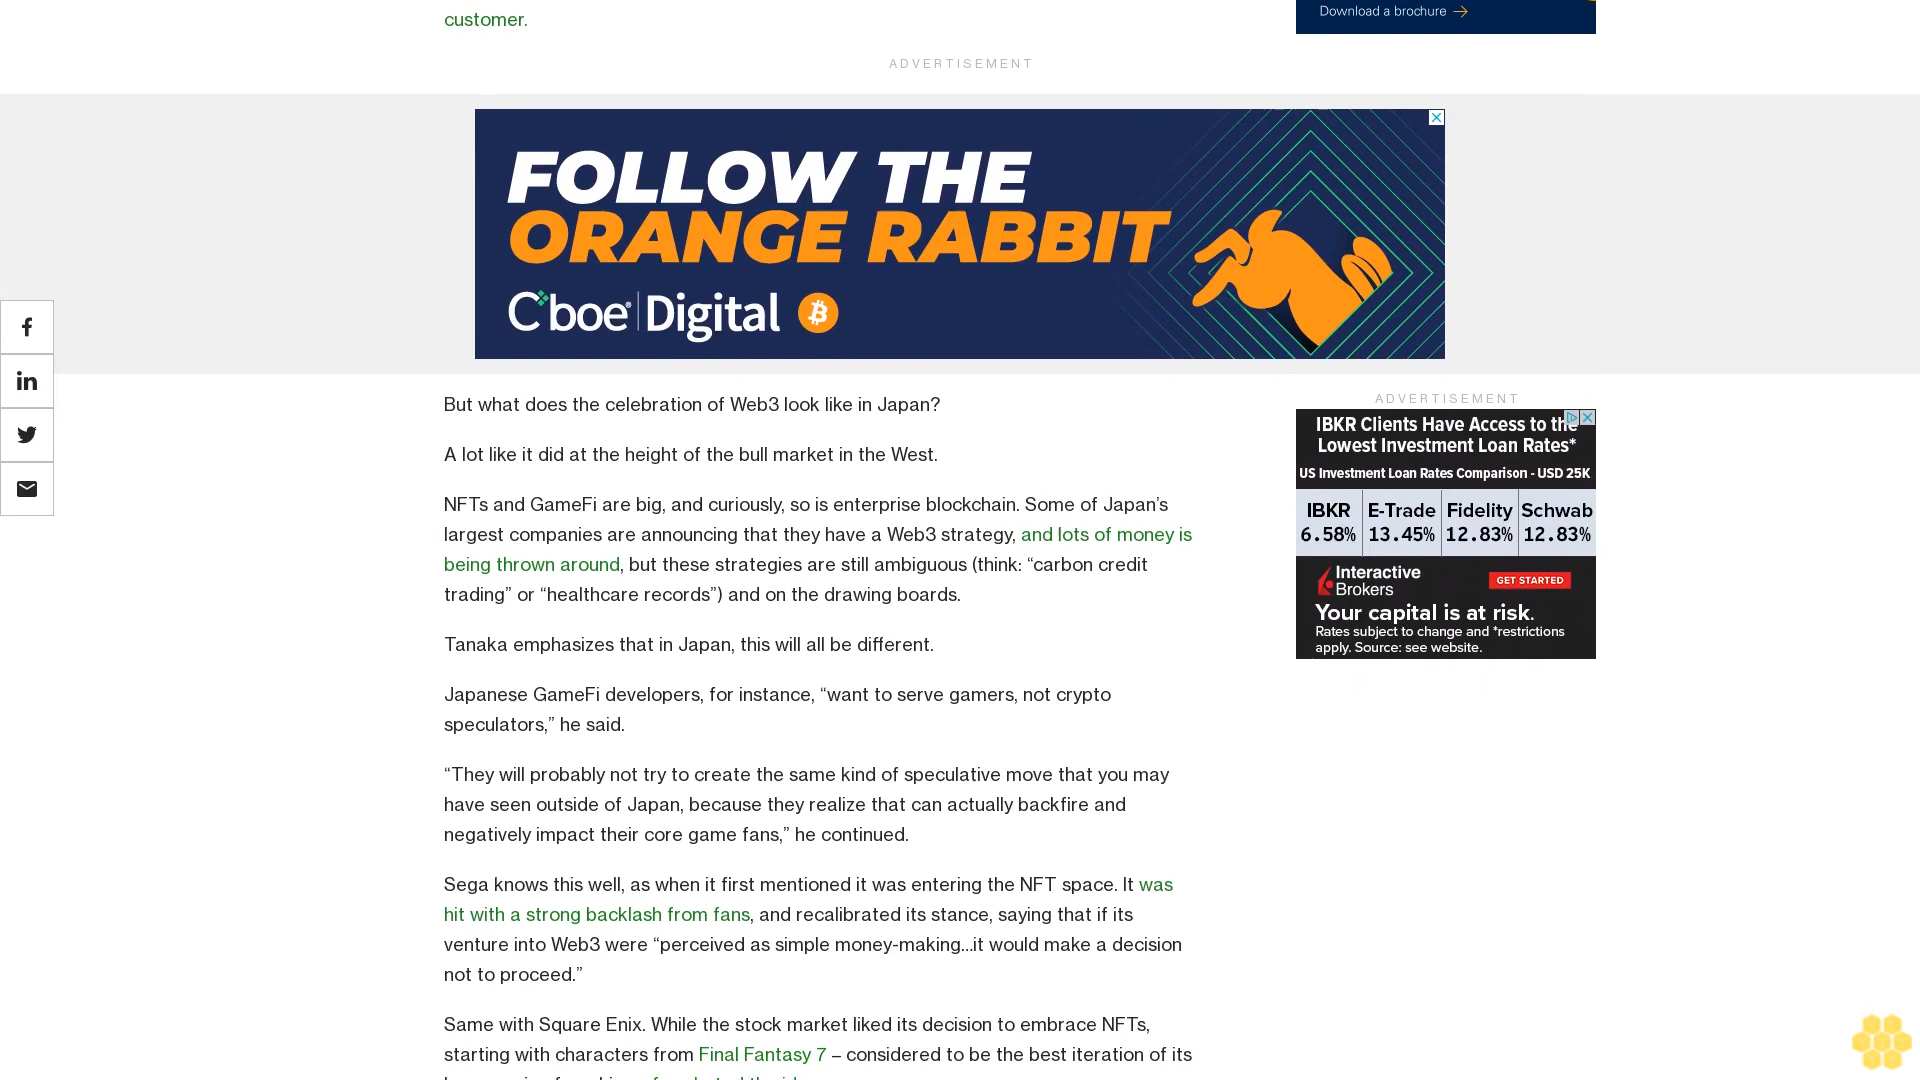 customer.
Download a brochure
ADVERTISEMENT
FOLLOW THE
ORANGE RABBIT
Cboe® Digital
But what does the celebration of Web3 look like in Japan?
A lot like it did at the height of the bull market in the West.
NFTs and GameFi are big, and curiously, so is enterprise blockchain. Some of Japan’s
largest companies are announcing that they have a Web3 strategy, and lots of money is
being thrown around, but these strategies are still ambiguous (think: “carbon credit
trading” or “healthcare records”) and on the drawing boards.
Tanaka emphasizes that in Japan, this will all be different.
Japanese GameFi developers, for instance, “want to serve gamers, not crypto
speculators,” he said.
“They will probably not try to create the same kind of speculative move that you may
have seen outside of Japan, because they realize that can actually backfire and
negatively impact their core game fans,” he continued.
Sega knows this well, as when it first mentioned it was entering the NFT space. It was
hit with a strong backlash from fans, and recalibrated its stance, saying that if its
venture into Web3 were “perceived as simple money-making…it would make a decision
not to proceed.”
Same with Square Enix. While the stock market liked its decision to embrace NFTs,
starting with characters from Final Fantasy 7 – considered to be the best iteration of its
ADVERTISEMENT
IBKR Clients Have Access to the
Lowest Investment Loan Rates*
US Investment Loan Rates Comparison - USD 25K
IBKR E-Trade Fidelity Schwab
6.58% 13.45% 12.83% 12.83%
Interactive
Brokers
GET STARTED
Your capital is at risk.
Rates subject to change and *restrictions
apply. Source: see website.